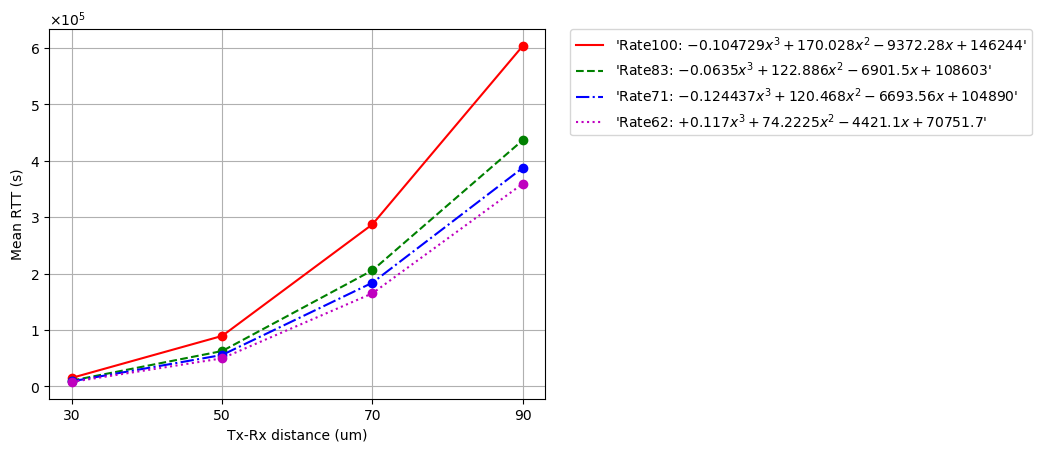 ×10⁵
6
5
4
3
2
1
0
30 50 70 90
Mean RTT (s)
Tx-Rx distance (um)
'Rate100: −0.104729x³ + 170.028x² − 9372.28x + 146244'
'Rate83: −0.0635x³ + 122.886x² − 6901.5x + 108603'
'Rate71: −0.124437x³ + 120.468x² − 6693.56x + 104890'
'Rate62: +0.117x³ + 74.2225x² − 4421.1x + 70751.7'